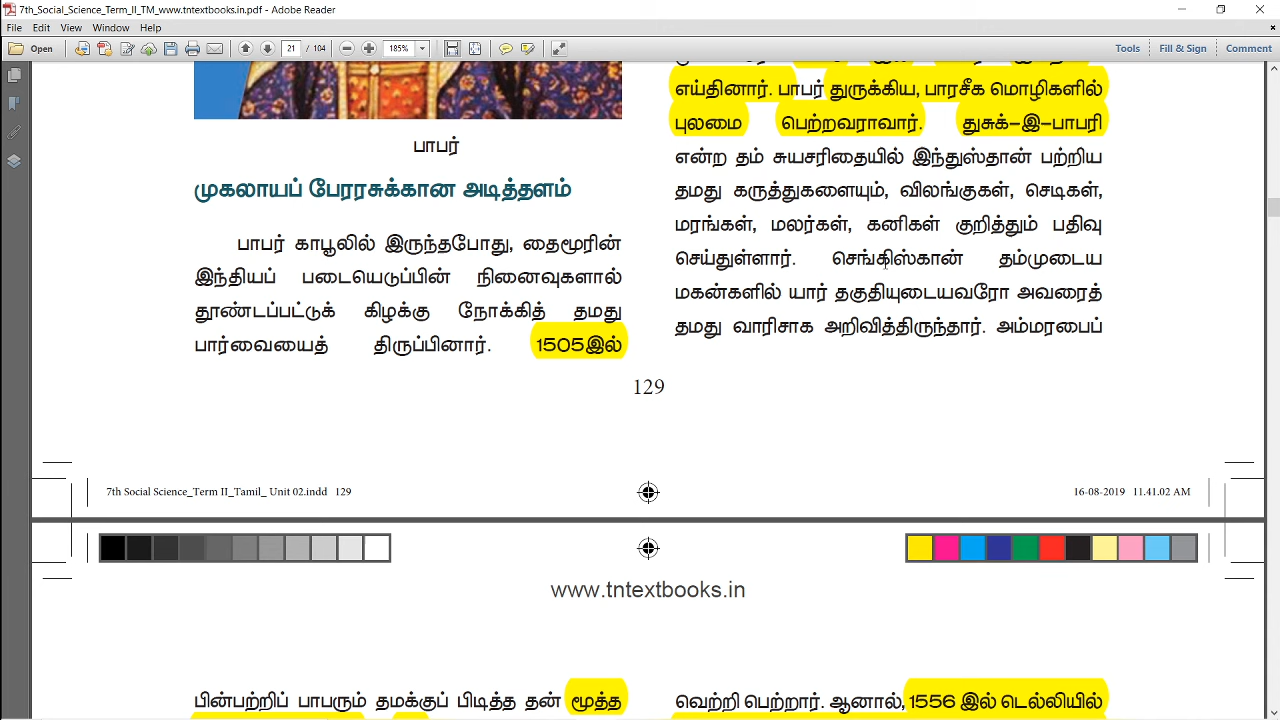 7th_Social_Science_Term_II_TM_www.tntextbooks.in.pdf - Adobe Reader
File Edit View Window Help
Open 21 / 104 185% Tools Fill & Sign Comment
பாபர்
முகலாயப் பேரரசுக்கான அடித்தளம்
பாபர் காபூலில் இருந்தபோது, தைமூரின்
இந்தியப் படையெடுப்பின் நினைவுகளால்
தூண்டப்பட்டுக் கிழக்கு நோக்கித் தமது
பார்வையைத் திருப்பினார். 1505இல்
எய்தினார். பாபர் துருக்கிய, பாரசீக மொழிகளில்
புலமை பெற்றவராவார். துசுக்-இ-பாபரி
என்ற தம் சுயசரிதையில் இந்துஸ்தான் பற்றிய
தமது கருத்துகளையும், விலங்குகள், செடிகள்,
மரங்கள், மலர்கள், கனிகள் குறித்தும் பதிவு
செய்துள்ளார். செங்கிஸ்கான் தம்முடைய
மகன்களில் யார் தகுதியுடையவரோ அவரைத்
தமது வாரிசாக அறிவித்திருந்தார். அம்மரபைப்
129
7th Social Science_Term II_Tamil_ Unit 02.indd 129
16-08-2019 11.41.02 AM
www.tntextbooks.in
பின்பற்றிப் பாபரும் தமக்குப் பிடித்த தன் மூத்த
வெற்றி பெற்றார். ஆனால், 1556 இல் டெல்லியில்